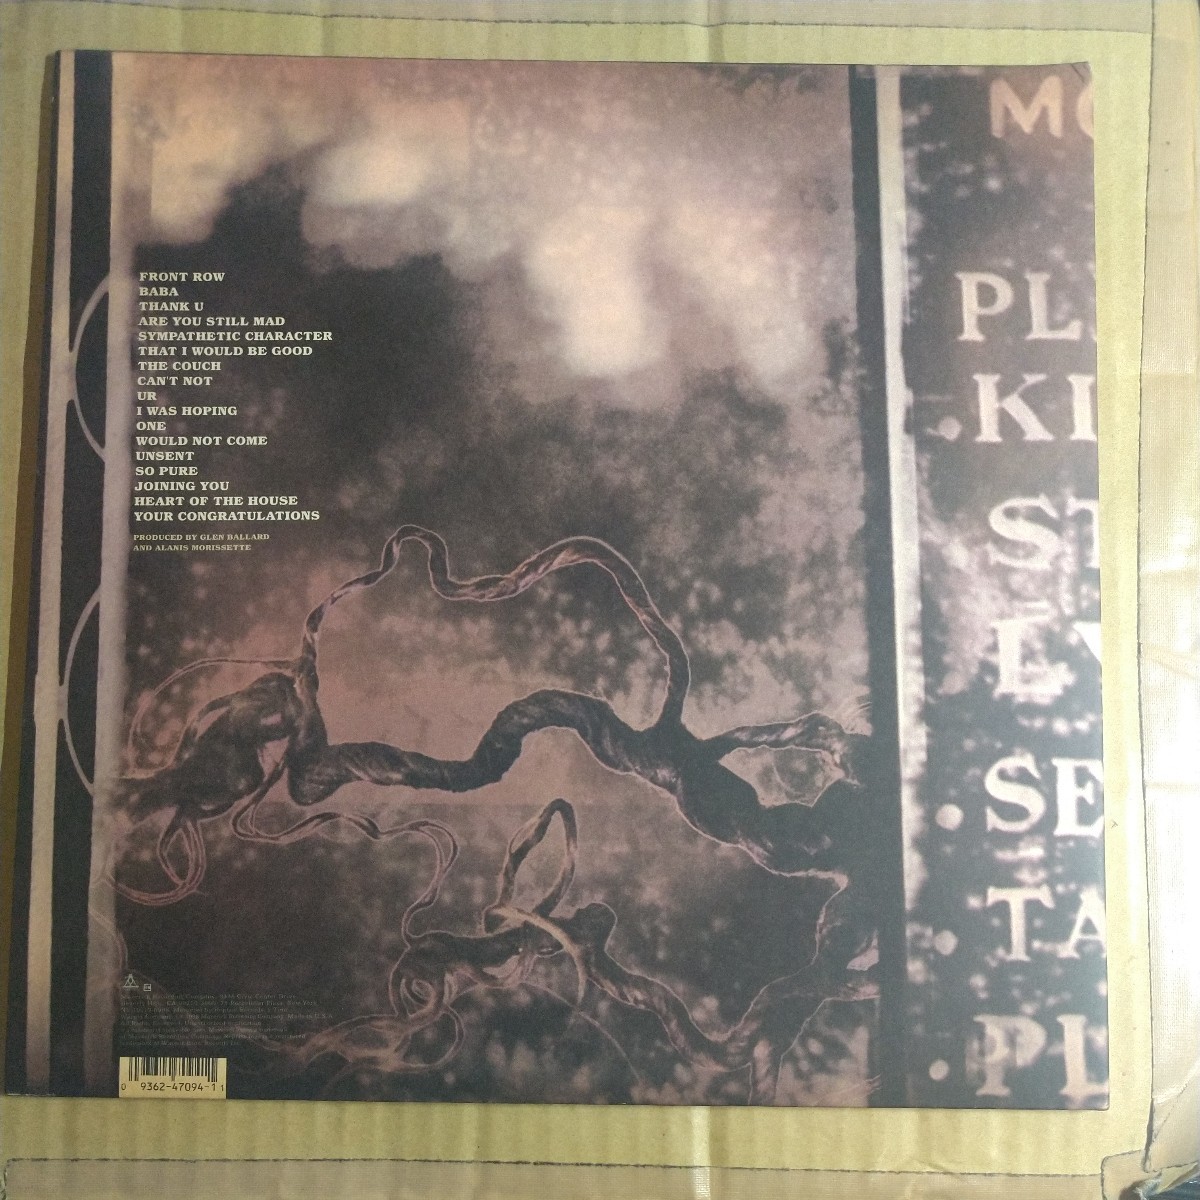 FRONT ROW
BABA
THANK U
ARE YOU STILL MAD
SYMPATHETIC CHARACTER
THAT I WOULD BE GOOD
THE COUCH
CAN'T NOT
UR
I WAS HOPING
ONE
WOULD NOT COME
UNSENT
SO PURE
JOINING YOU
HEART OF THE HOUSE
YOUR CONGRATULATIONS
PRODUCED BY GLEN BALLARD
AND ALANIS MORISSETTE
0 9362-47094-1 1
MO
PL
.KI
ST
.SE
TA
.PL